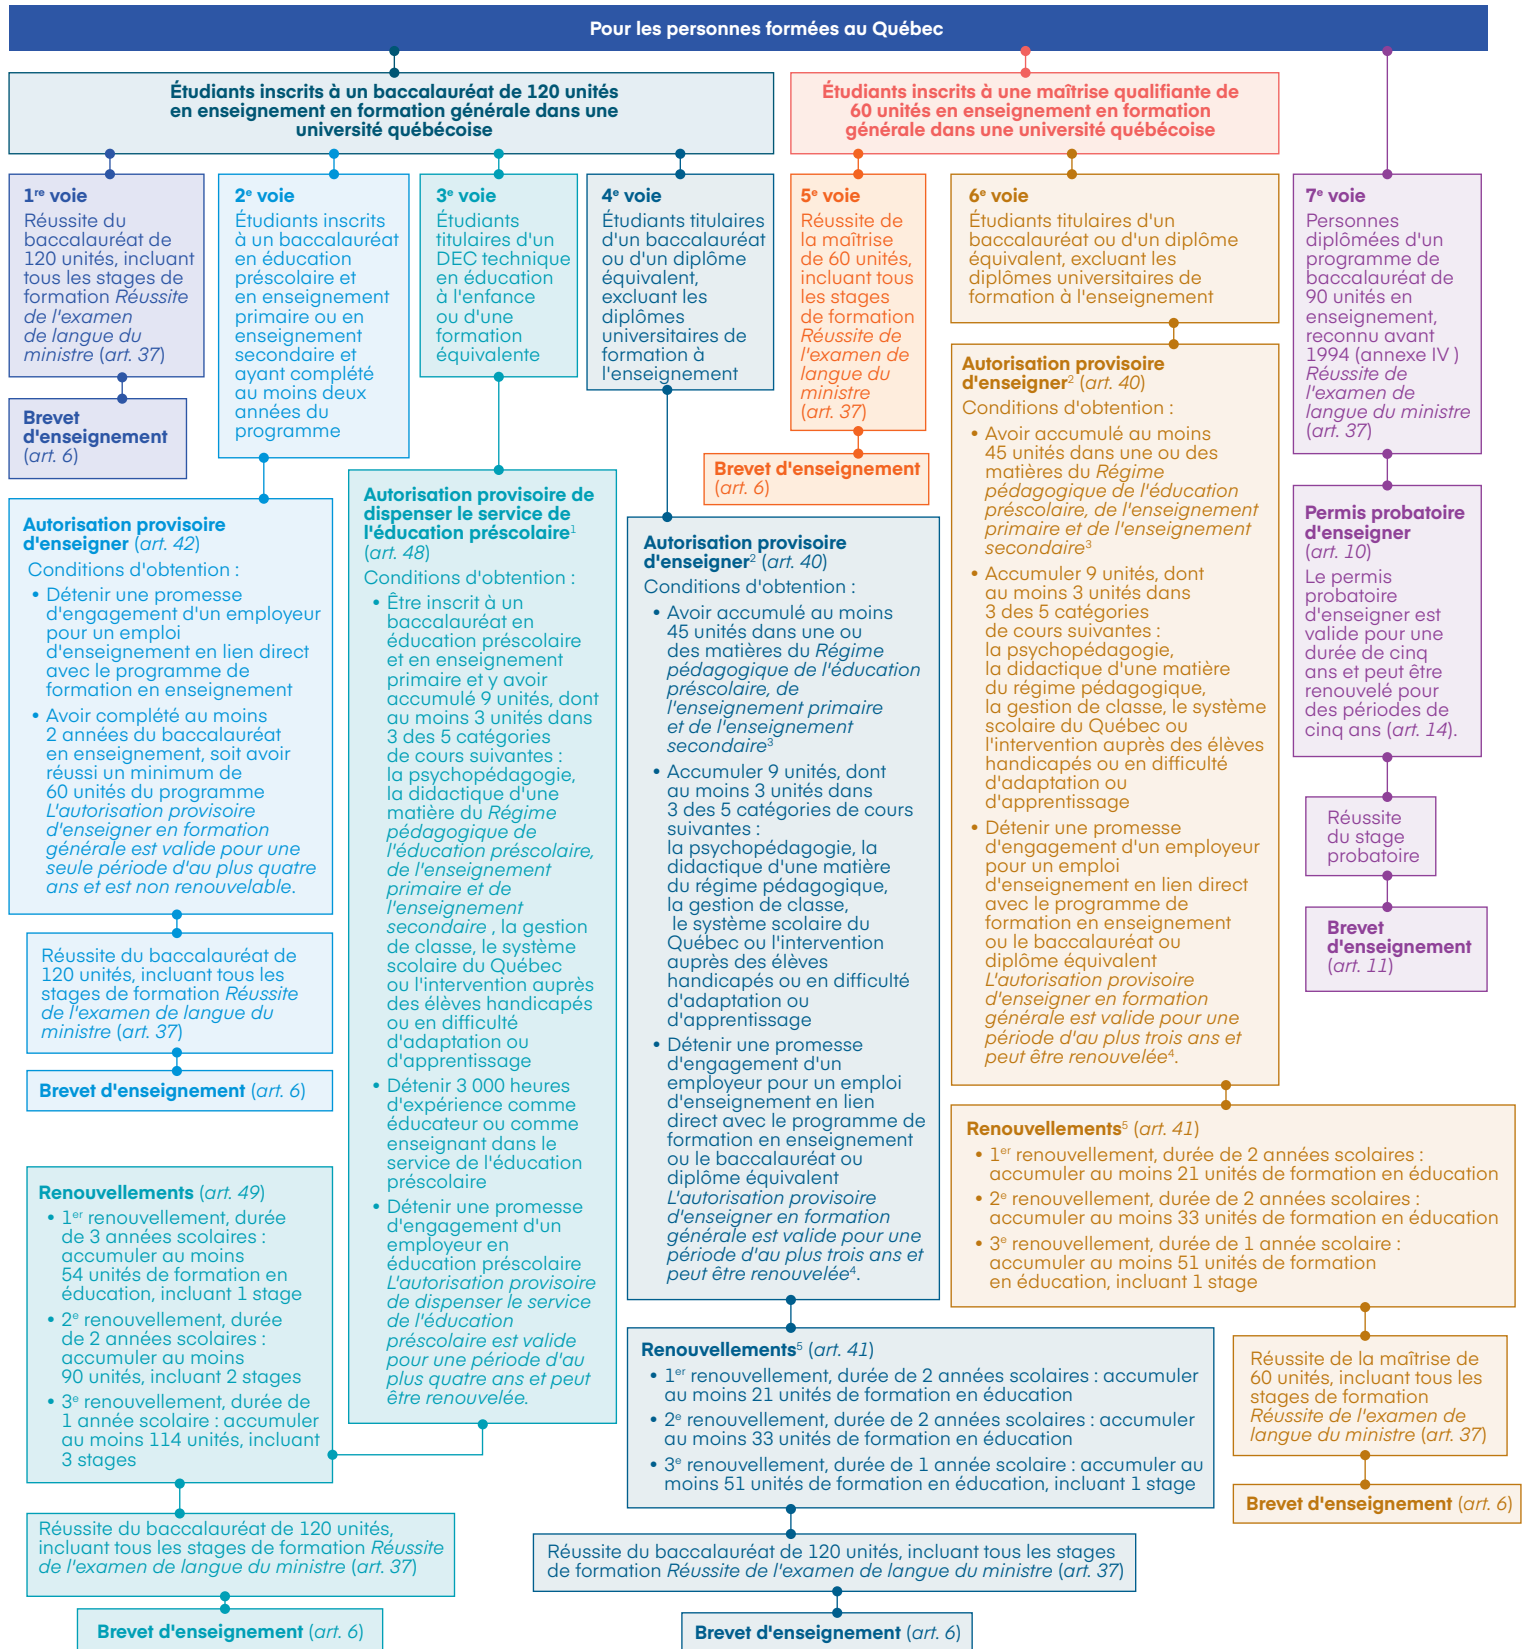 Pour les personnes formées au Québec
Étudiants inscrits à un baccalauréat de 120 unités
en enseignement en formation générale dans une
université québécoise
Étudiants inscrits à une maîtrise qualifiante de
60 unités en enseignement en formation
générale dans une université québécoise
1re voie
Réussite du
baccalauréat de
120 unités, incluant
tous les stages de
formation Réussite
de l'examen
de langue du
ministre (art. 37)
Brevet
d'enseignement
(art. 6)
2e voie
Étudiants inscrits
à un baccalauréat
en éducation
préscolaire et
en enseignement
primaire ou en
enseignement
secondaire et
ayant complété
au moins deux
années du
programme
Autorisation provisoire
d'enseigner (art. 42)
Conditions d'obtention :
• Détenir une promesse
d'engagement d'un employeur
pour un emploi
d'enseignement en lien direct
avec le programme de
formation en enseignement
• Avoir complété au moins
2 années du baccalauréat
en enseignement, soit avoir
réussi un minimum de
60 unités du programme
L'autorisation provisoire
d'enseigner en formation
générale est valide pour une
seule période d'au plus quatre
ans et est non renouvelable.
Réussite du baccalauréat de
120 unités, incluant tous les
stages de formation Réussite
de l'examen de langue du
ministre (art. 37)
Brevet d'enseignement (art. 6)
3e voie
Étudiants
titulaires d'un
DEC technique
en éducation
à l'enfance
ou d'une
formation
équivalente
Autorisation provisoire de
dispenser le service de
l'éducation préscolaire1
(art. 48)
Conditions d'obtention :
• Être inscrit à un
baccalauréat en
éducation préscolaire
et en enseignement
primaire et y avoir
accumulé 9 unités, dont
au moins 3 unités dans
3 des 5 catégories
de cours suivantes :
la psychopédagogie,
la didactique d'une
matière du Régime
pédagogique de
l'éducation préscolaire,
de l'enseignement
primaire et de
l'enseignement
secondaire , la gestion
de classe, le système
scolaire du Québec
ou l'intervention auprès
des élèves handicapés
ou en difficulté
d'adaptation ou
d'apprentissage
• Détenir 3 000 heures
d'expérience comme
éducateur ou comme
enseignant dans le
service de l'éducation
préscolaire
• Détenir une promesse
d'engagement d'un
employeur en
éducation préscolaire
L'autorisation provisoire
de dispenser le service
de l'éducation
préscolaire est valide
pour une période d'au
plus quatre ans et peut
être renouvelée.
Renouvellements (art. 49)
• 1er renouvellement, durée
de 3 années scolaires :
accumuler au moins
54 unités de formation en
éducation, incluant 1 stage
• 2e renouvellement, durée
de 2 années scolaires :
accumuler au moins
90 unités, incluant 2 stages
• 3e renouvellement, durée de
1 année scolaire : accumuler
au moins 114 unités, incluant
3 stages
Réussite du baccalauréat de 120 unités,
incluant tous les stages de formation Réussite
de l'examen de langue du ministre (art. 37)
Brevet d'enseignement (art. 6)
4e voie
Étudiants titulaires
d'un baccalauréat
ou d'un diplôme
équivalent,
excluant les
diplômes
universitaires de
formation à
l'enseignement
Autorisation provisoire
d'enseigner2 (art. 40)
Conditions d'obtention :
• Avoir accumulé au moins
45 unités dans une ou
des matières du Régime
pédagogique de l'éducation
préscolaire, de
l'enseignement primaire
et de l'enseignement
secondaire3
• Accumuler 9 unités, dont
au moins 3 unités dans
3 des 5 catégories de cours
suivantes :
la psychopédagogie, la
didactique d'une matière
du régime pédagogique,
la gestion de classe,
le système scolaire du
Québec ou l'intervention
auprès des élèves
handicapés ou en difficulté
d'adaptation ou
d'apprentissage
• Détenir une promesse
d'engagement d'un
employeur pour un emploi
d'enseignement en lien
direct avec le programme de
formation en enseignement
ou le baccalauréat ou
diplôme équivalent
L'autorisation provisoire
d'enseigner en formation
générale est valide pour une
période d'au plus trois ans et
peut être renouvelée4.
Renouvellements5 (art. 41)
• 1er renouvellement, durée de 2 années scolaires : accumuler
au moins 21 unités de formation en éducation
• 2e renouvellement, durée de 2 années scolaires : accumuler
au moins 33 unités de formation en éducation
• 3e renouvellement, durée de 1 année scolaire : accumuler au
moins 51 unités de formation en éducation, incluant 1 stage
Réussite du baccalauréat de 120 unités, incluant tous les stages
de formation Réussite de l'examen de langue du ministre (art. 37)
Brevet d'enseignement (art. 6)
5e voie
Réussite de
la maîtrise
de 60 unités,
incluant tous
les stages
de formation
Réussite de
l'examen de
langue du
ministre
(art. 37)
Brevet d'enseignement
(art. 6)
6e voie
Étudiants titulaires d'un
baccalauréat ou d'un diplôme
équivalent, excluant les
diplômes universitaires de
formation à l'enseignement
Autorisation provisoire
d'enseigner2 (art. 40)
Conditions d'obtention :
• Avoir accumulé au moins
45 unités dans une ou des
matières du Régime
pédagogique de l'éducation
préscolaire, de l'enseignement
primaire et de l'enseignement
secondaire3
• Accumuler 9 unités, dont
au moins 3 unités dans
3 des 5 catégories
de cours suivantes :
la psychopédagogie,
la didactique d'une matière
du régime pédagogique,
la gestion de classe, le système
scolaire du Québec ou
l'intervention auprès des élèves
handicapés ou en difficulté
d'adaptation ou
d'apprentissage
• Détenir une promesse
d'engagement d'un employeur
pour un emploi
d'enseignement en lien direct
avec le programme de
formation en enseignement
ou le baccalauréat ou
diplôme équivalent
L'autorisation provisoire
d'enseigner en formation
générale est valide pour une
période d'au plus trois ans et
peut être renouvelée4.
Renouvellements5 (art. 41)
• 1er renouvellement, durée de 2 années scolaires :
accumuler au moins 21 unités de formation en éducation
• 2e renouvellement, durée de 2 années scolaires :
accumuler au moins 33 unités de formation en éducation
• 3e renouvellement, durée de 1 année scolaire :
accumuler au moins 51 unités de formation
en éducation, incluant 1 stage
Réussite de la maîtrise de
60 unités, incluant tous les
stages de formation
Réussite de l'examen de
langue du ministre (art. 37)
Brevet d'enseignement (art. 6)
7e voie
Personnes
diplômées d'un
programme de
baccalauréat de
90 unités en
enseignement,
reconnu avant
1994 (annexe IV )
Réussite de
l'examen de
langue du ministre
(art. 37)
Permis probatoire
d'enseigner
(art. 10)
Le permis
probatoire
d'enseigner est
valide pour une
durée de cinq
ans et peut être
renouvelé pour
des périodes de
cinq ans (art. 14).
Réussite
du stage
probatoire
Brevet
d'enseignement
(art. 11)